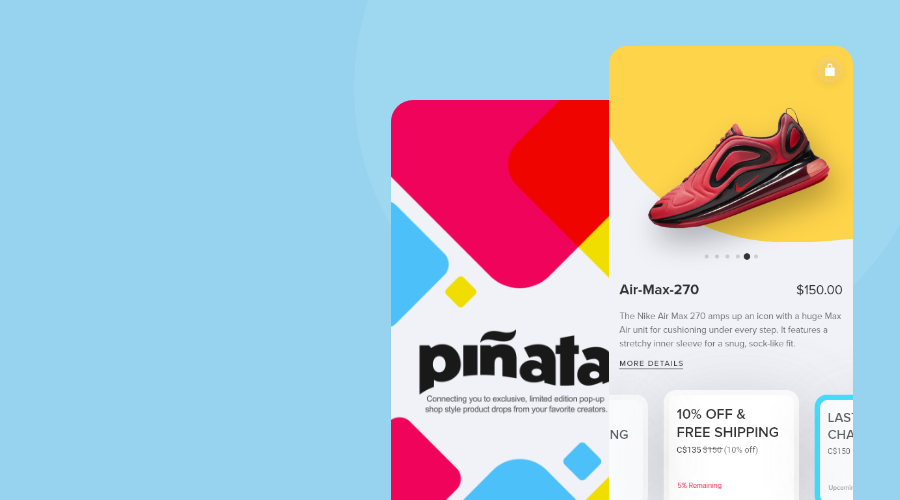 piñata
Connecting you to exclusive, limited edition pop-up
shop style product drops from your favorite creators.
Air-Max-270
$150.00
The Nike Air Max 270 amps up an icon with a huge Max
Air unit for cushioning under every step. It features a
stretchy inner sleeve for a snug, sock-like fit.
MORE DETAILS
NG
10% OFF &
FREE SHIPPING
C$135 $150 (10% off)
5% Remaining
LAST
CHA
C$150
Upcomin